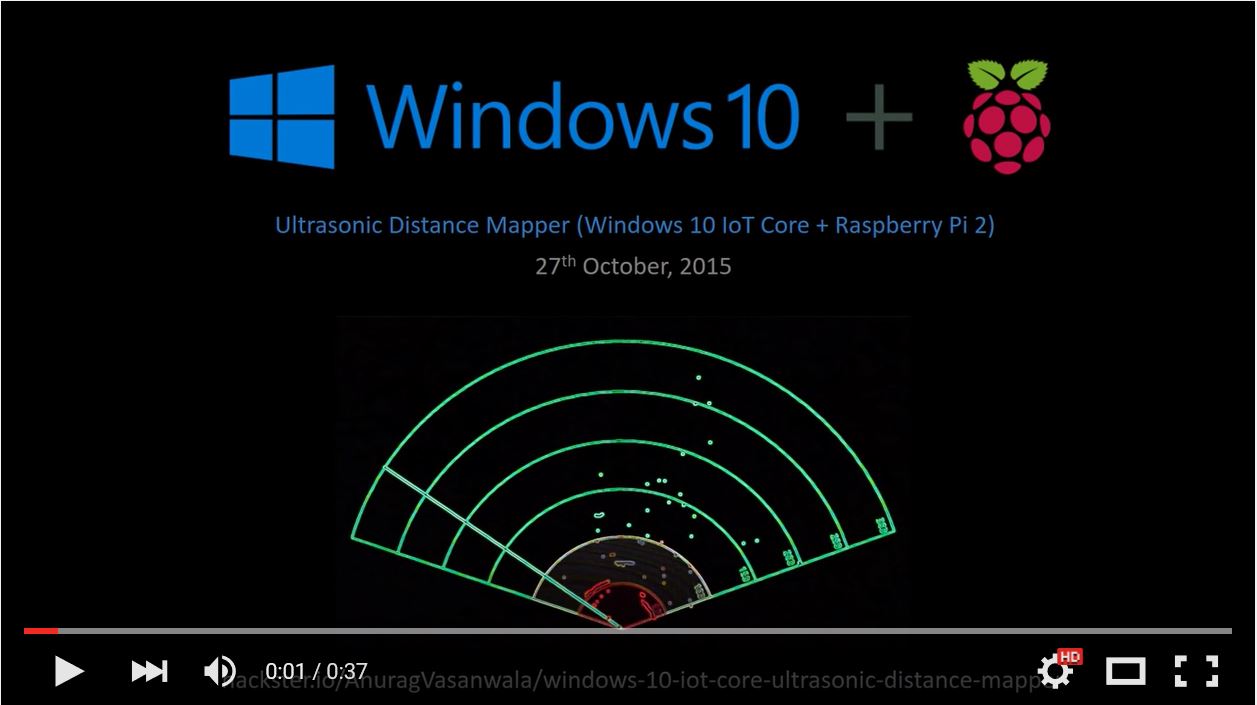 Windows 10 +
Ultrasonic Distance Mapper (Windows 10 IoT Core + Raspberry Pi 2)
27th October, 2015
0:01 / 0:37
HD
hackster.io/AnuragVasanwala/windows-10-iot-core-ultrasonic-distance-mapper